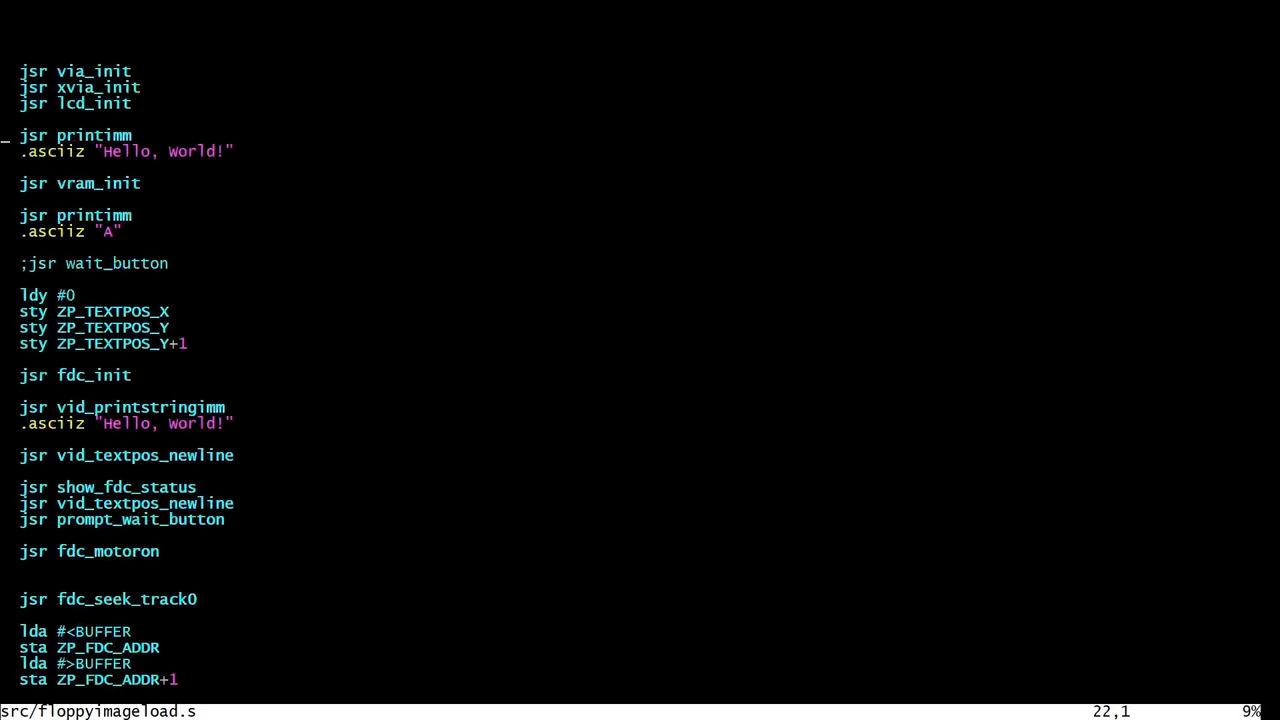 jsr via_init
jsr xvia_init
jsr lcd_init
jsr printimm
.asciiz "Hello, World!"
jsr vram_init
jsr printimm
.asciiz "A"
;jsr wait_button
ldy #0
sty ZP_TEXTPOS_X
sty ZP_TEXTPOS_Y
sty ZP_TEXTPOS_Y+1
jsr fdc_init
jsr vid_printstringimm
.asciiz "Hello, World!"
jsr vid_textpos_newline
jsr show_fdc_status
jsr vid_textpos_newline
jsr prompt_wait_button
jsr fdc_motoron
jsr fdc_seek_track0
lda #<BUFFER
sta ZP_FDC_ADDR
lda #>BUFFER
sta ZP_FDC_ADDR+1
src/floppyimageload.s 22,1 9%